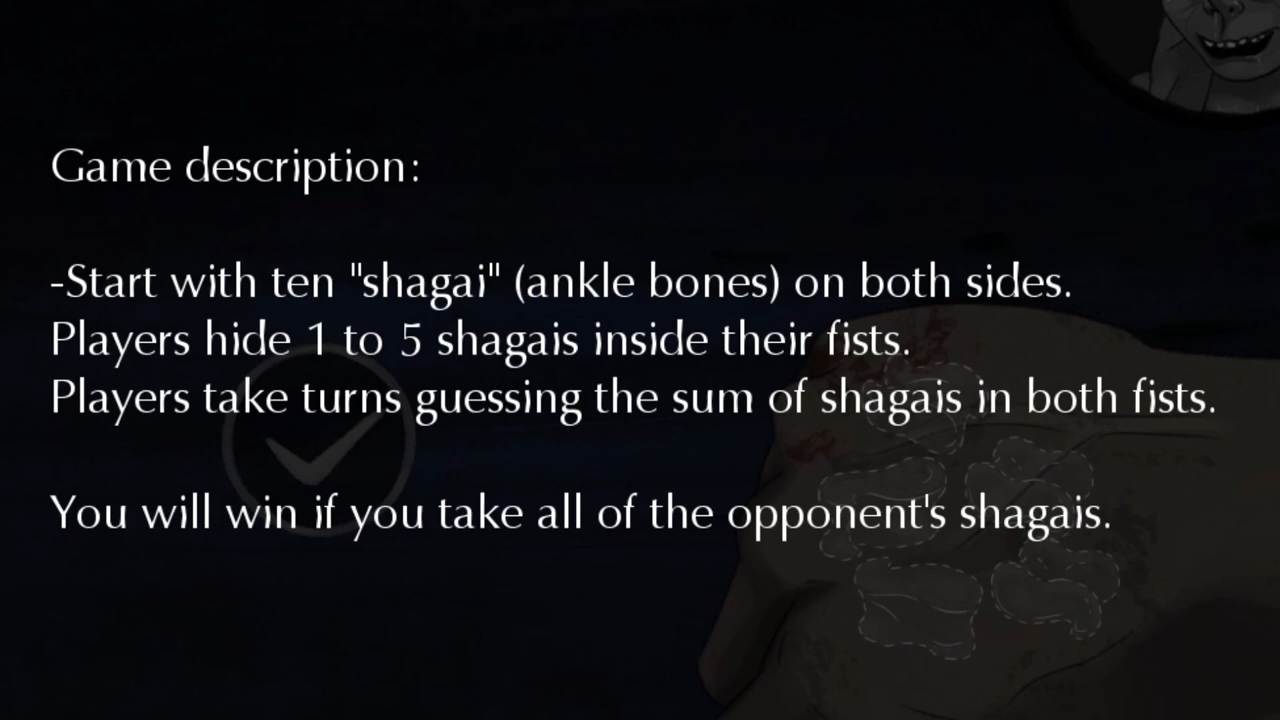 Game description:
-Start with ten "shagai" (ankle bones) on both sides.
Players hide 1 to 5 shagais inside their fists.
Players take turns guessing the sum of shagais in both fists.
You will win if you take all of the opponent's shagais.